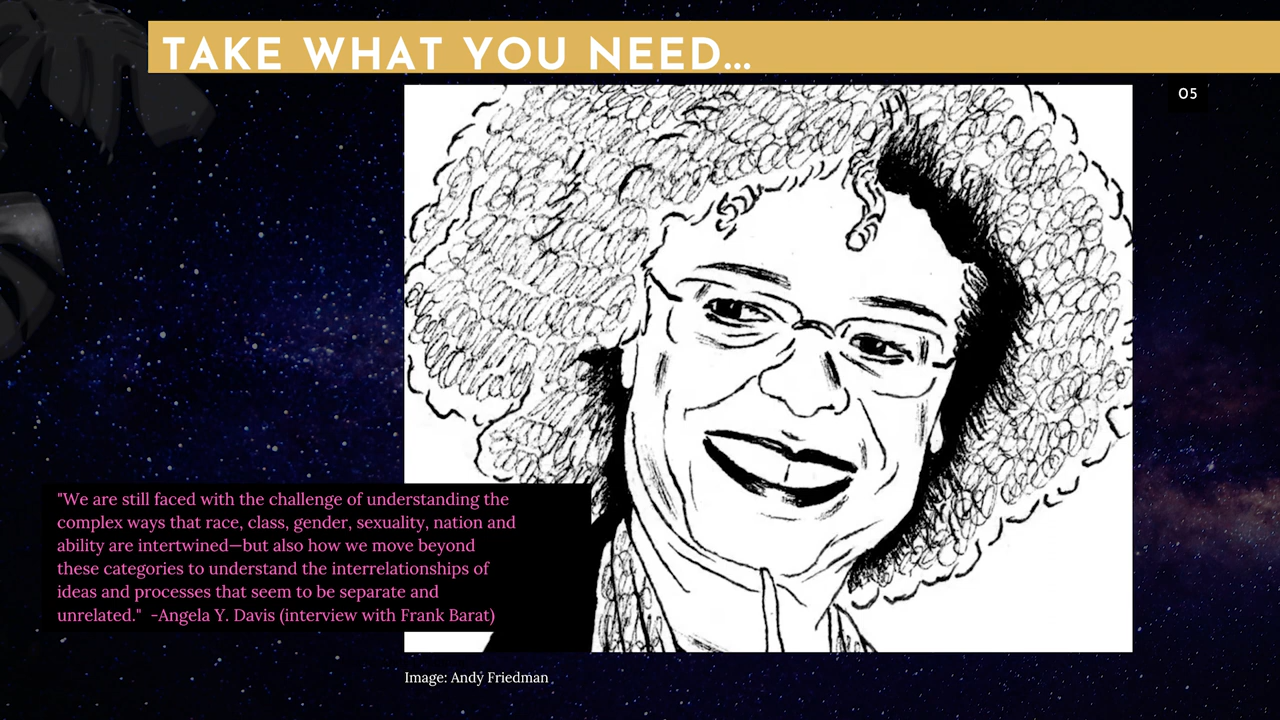 TAKE WHAT YOU NEED...
05
"We are still faced with the challenge of understanding the
complex ways that race, class, gender, sexuality, nation and
ability are intertwined—but also how we move beyond
these categories to understand the interrelationships of
ideas and processes that seem to be separate and
unrelated."  -Angela Y. Davis (interview with Frank Barat)
Image: Andy Friedman